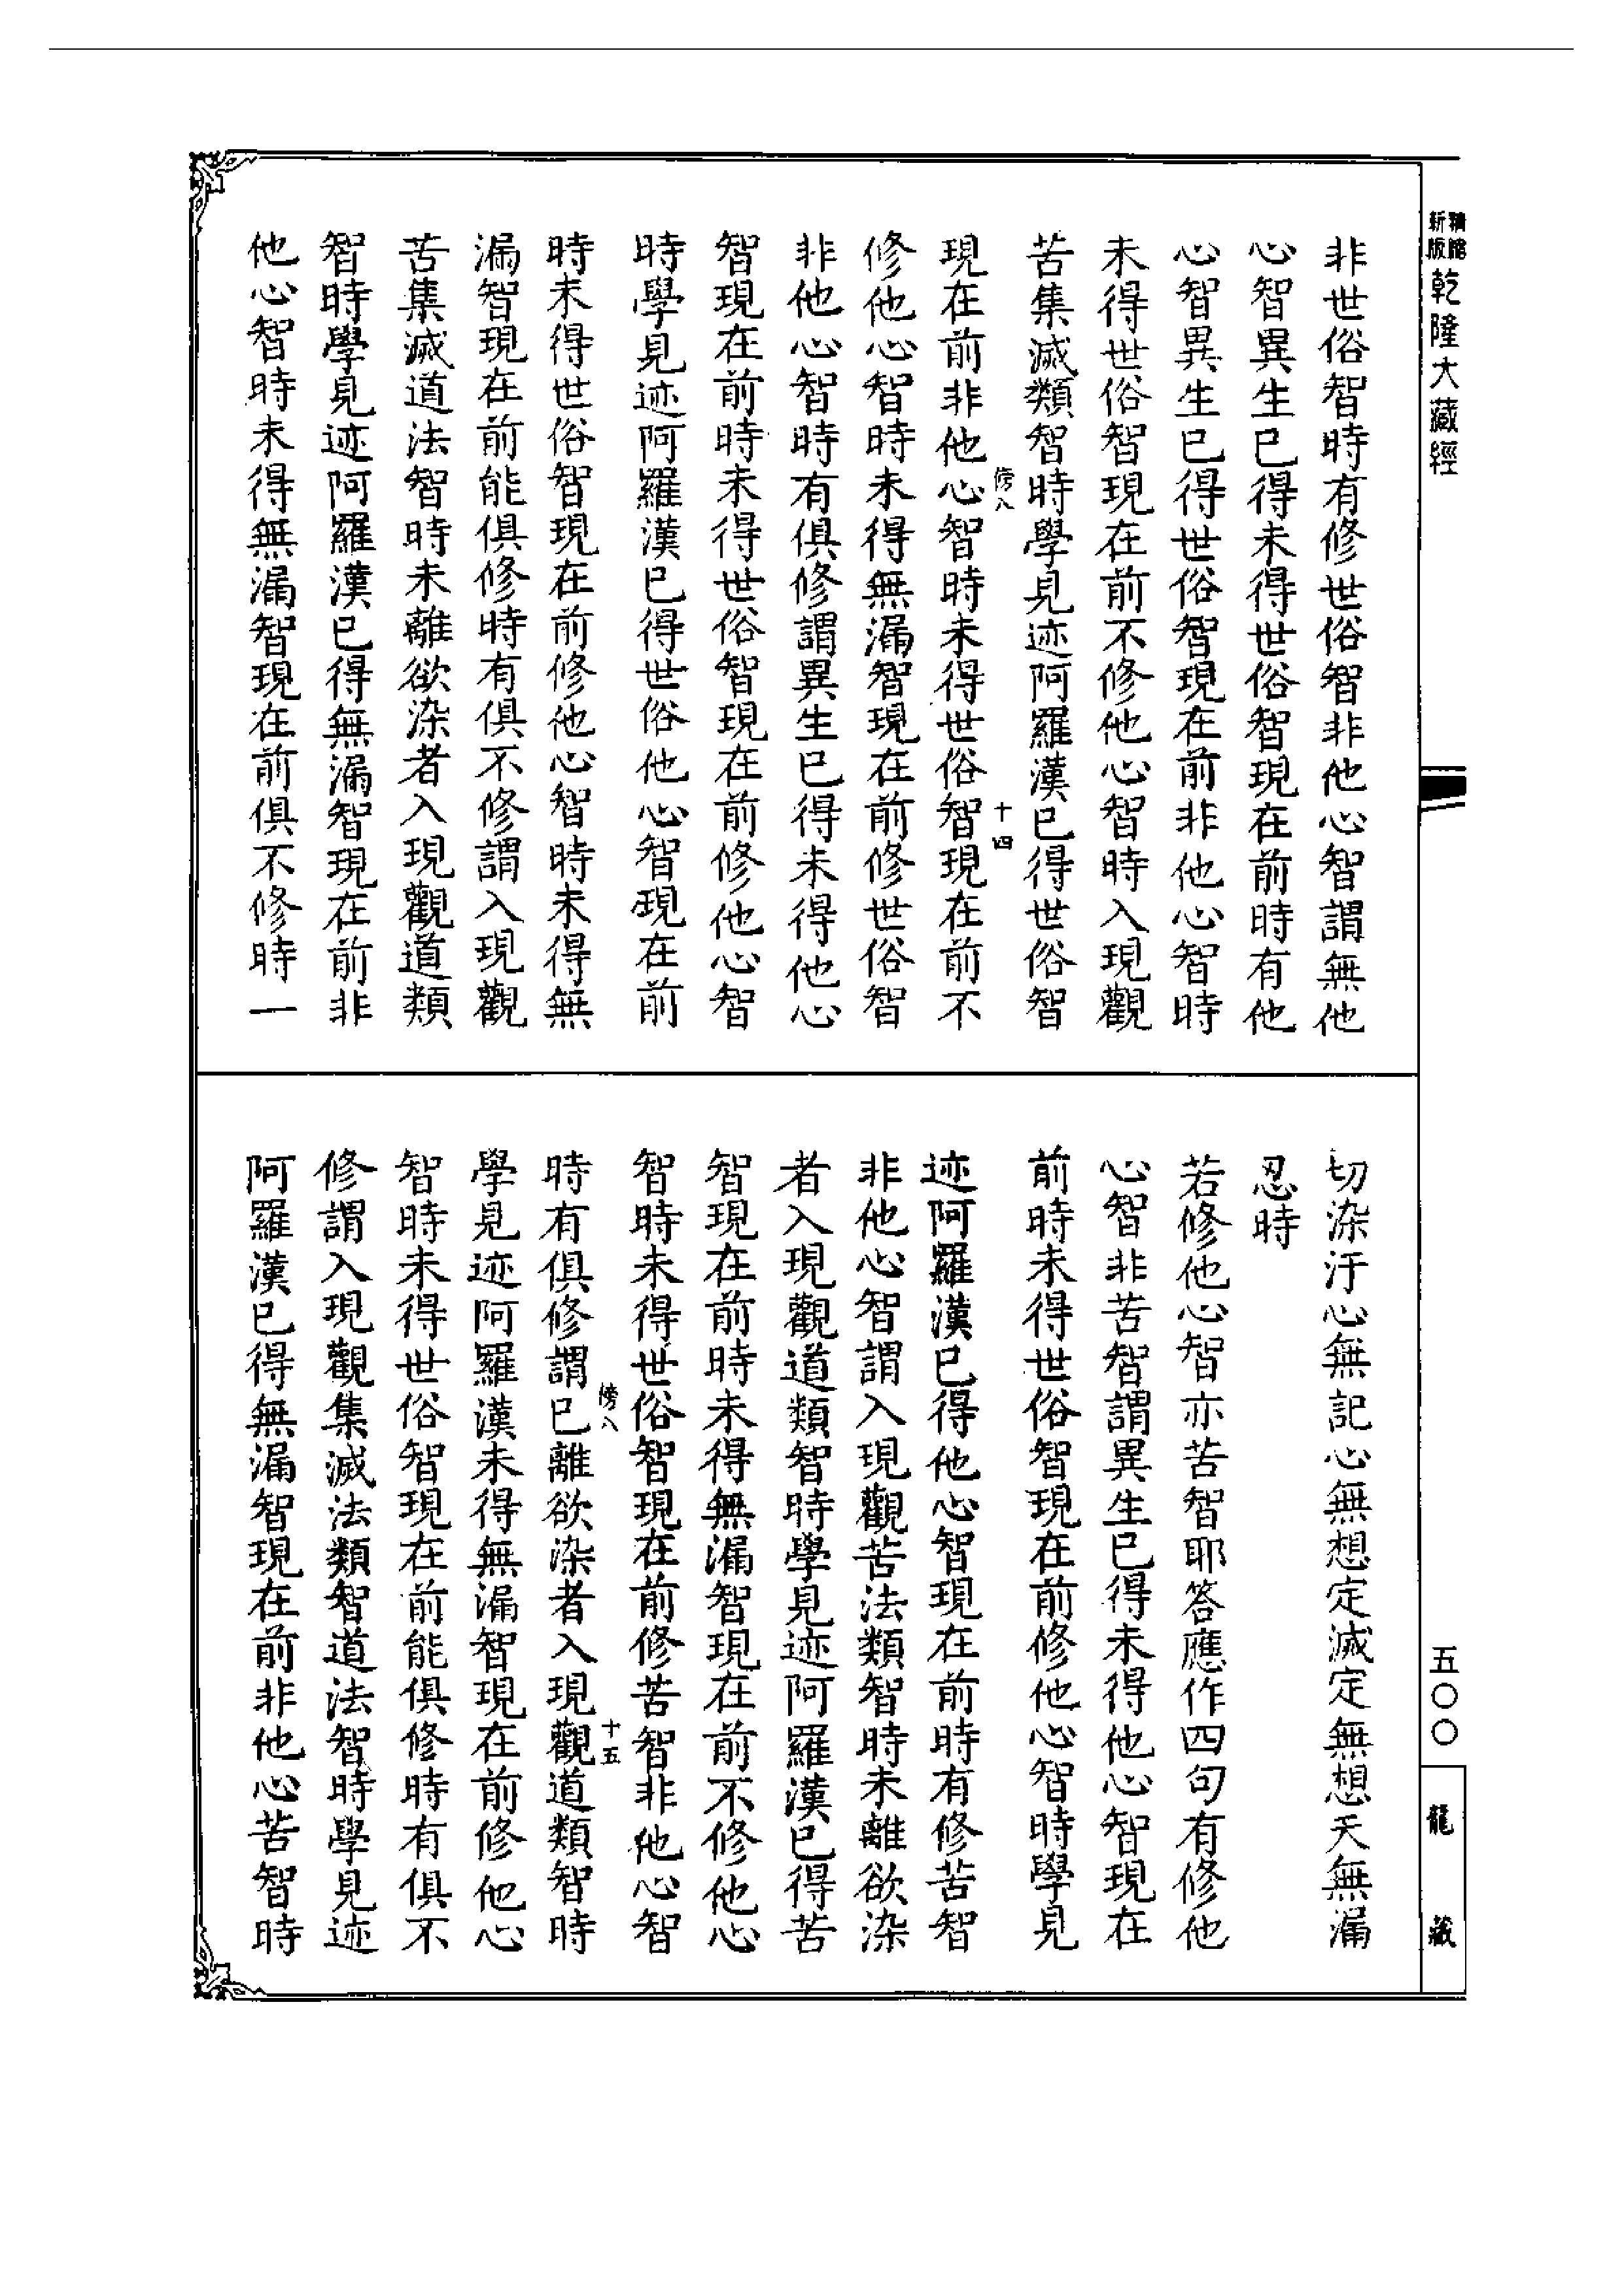 精縮
新版
乾隆大藏經
五〇〇
龍藏
非世俗智時有修世俗智非他心智謂無他
心智異生已得未得世俗智現在前時有他
心智異生已得世俗智現在前非他心智時
未得世俗智現在前不修他心智時入現觀
苦集滅類智時學見迹阿羅漢已得世俗智
傍八
十四
現在前非他心智時未得世俗智現在前不
修他心智時未得無漏智現在前修世俗智
非他心智時有俱修謂異生已得未得他心
智現在前時未得世俗智現在前修他心智
時學見迹阿羅漢已得世俗他心智現在前
時未得世俗智現在前修他心智時未得無
漏智現在前能俱修時有俱不修謂入現觀
苦集滅道法智時未離欲染者入現觀道類
智時學見迹阿羅漢已得無漏智現在前非
他心智時未得無漏智現在前俱不修時一
切染汙心無記心無想定滅定無想天無漏
忍時
若修他心智亦苦智耶答應作四句有修他
心智非苦智謂異生已得未得他心智現在
前時未得世俗智現在前修他心智時學見
迹阿羅漢已得他心智現在前時有修苦智
非他心智謂入現觀苦法類智時未離欲染
者入現觀道類智時學見迹阿羅漢已得苦
智現在前時未得無漏智現在前不修他心
智時未得世俗智現在前修苦智非他心智
傍八
十五
時有俱修謂已離欲染者入現觀道類智時
學見迹阿羅漢未得無漏智現在前修他心
智時未得世俗智現在前能俱修時有俱不
修謂入現觀集滅法類智道法智時學見迹
阿羅漢已得無漏智現在前非他心苦智時